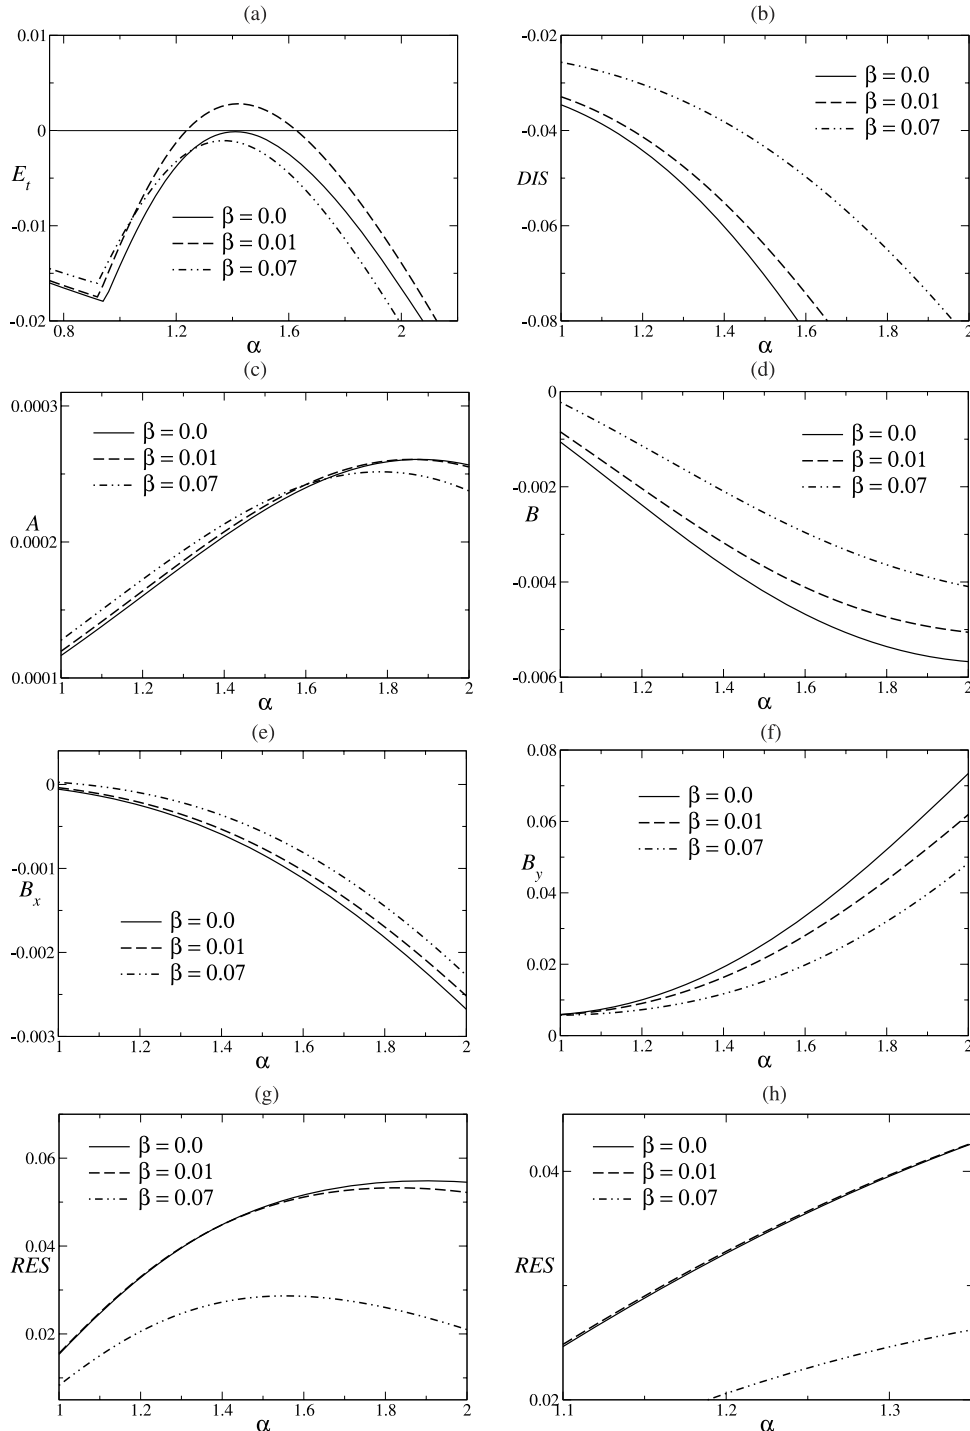 (a)
0.01
0
-0.01
-0.02
E_t
0.8
1.2
1.6
2
α
β = 0.0
β = 0.01
β = 0.07
(b)
-0.02
-0.04
-0.06
-0.08
DIS
1
1.2
1.4
1.6
1.8
2
α
β = 0.0
β = 0.01
β = 0.07
(c)
0.0003
0.0002
0.0001
A
1
1.2
1.4
1.6
1.8
2
α
β = 0.0
β = 0.01
β = 0.07
(d)
0
-0.002
-0.004
-0.006
B
1
1.2
1.4
1.6
1.8
2
α
β = 0.0
β = 0.01
β = 0.07
(e)
0
-0.001
-0.002
-0.003
B_x
1
1.2
1.4
1.6
1.8
2
α
β = 0.0
β = 0.01
β = 0.07
(f)
0.08
0.06
0.04
0.02
0
B_y
1
1.2
1.4
1.6
1.8
2
α
β = 0.0
β = 0.01
β = 0.07
(g)
0.06
0.04
0.02
RES
1
1.2
1.4
1.6
1.8
2
α
β = 0.0
β = 0.01
β = 0.07
(h)
0.04
0.02
RES
1.1
1.2
1.3
α
β = 0.0
β = 0.01
β = 0.07